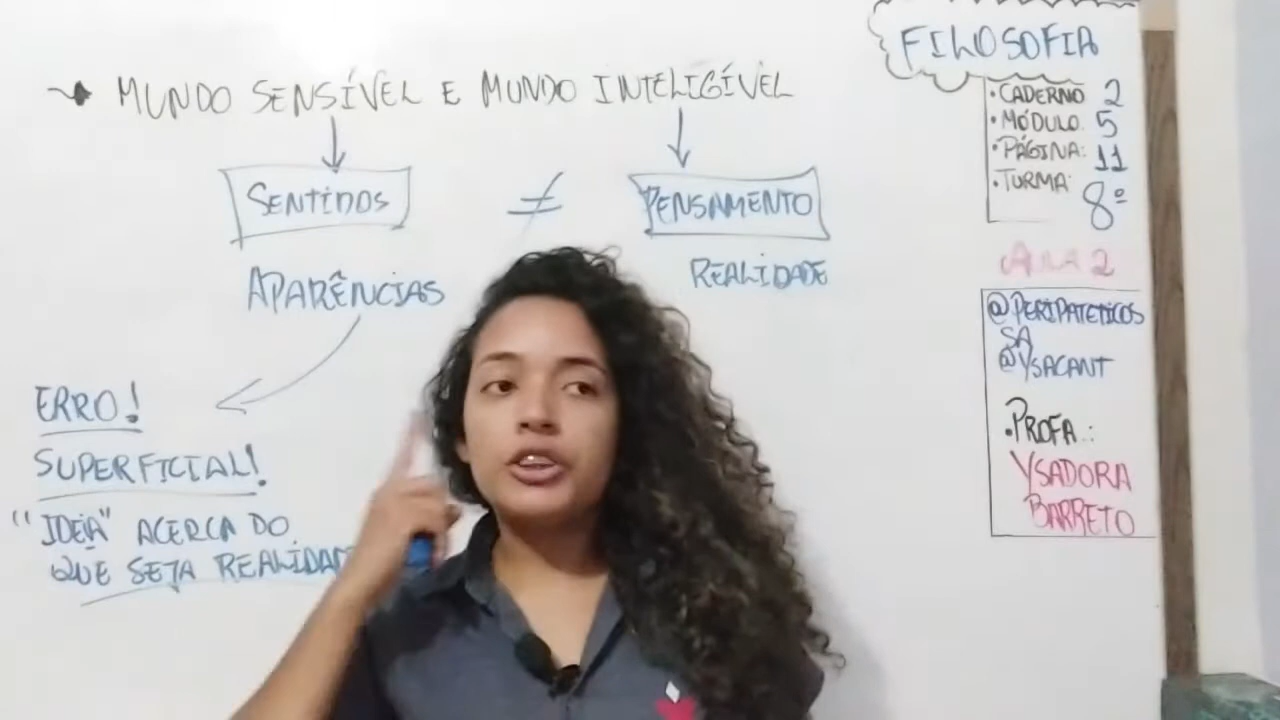 MUNDO SENSÍVEL E MUNDO INTELIGÍVEL
SENTIDOS ≠ PENSAMENTO
APARÊNCIAS
REALIDADE
ERRO!
SUPERFICIAL!
"IDEIA" ACERCA DO
QUE SEJA REALIDADE
FILOSOFIA
• CADERNO 2
• MÓDULO: 5
• PÁGINA: 11
• TURMA: 8º
AULA 2
@PERIPATETICOS
SA
@YSACANT
• PROFA.:
YSADORA
BARRETO